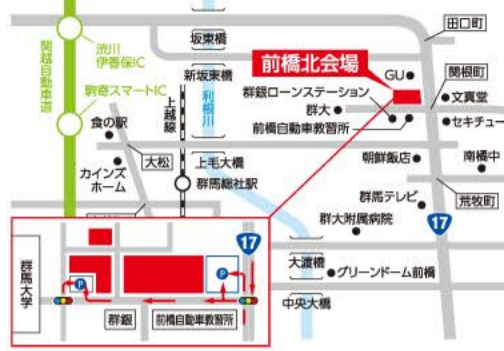 田口町
坂東橋
渋川
伊香保IC
前橋北会場
GU
関根町
新坂東橋
関越自動車道
駒寄スマートIC
上越線
利根川
群銀ローンステーション
文真堂
群大
セキチュー
食の駅
前橋自動車教習所
大松
上毛大橋
朝鮮飯店
南橘中
カインズ
ホーム
群馬総社駅
群馬テレビ
荒牧町
群大附属病院
17
17
群馬大学
P
P
大渡橋
グリーンドーム前橋
群銀
前橋自動車教習所
中央大橋